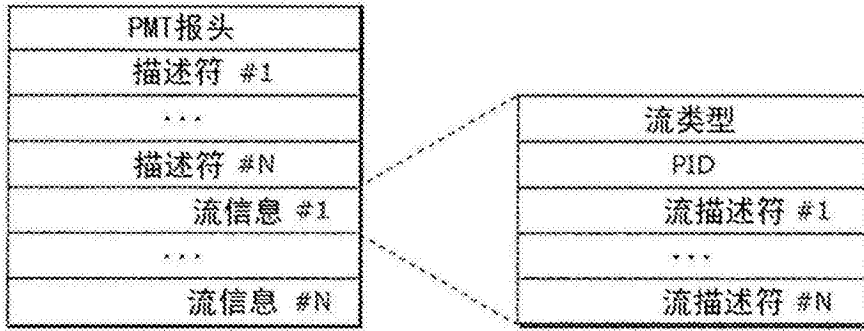 PMT报头
描述符 #1
...
描述符 #N
流信息 #1
...
流信息 #N
流类型
PID
流描述符 #1
...
流描述符 #N